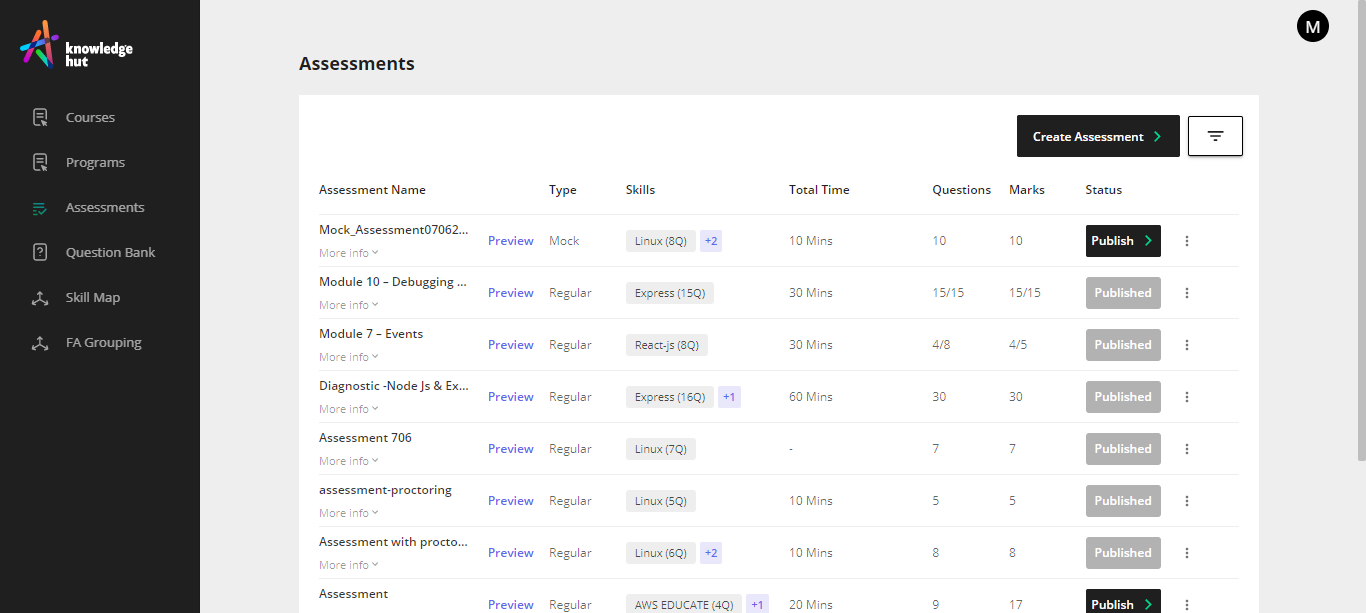 knowledge
hut
M
Courses
Programs
Assessments
Question Bank
Skill Map
FA Grouping
Assessments
Create Assessment
Assessment Name Type Skills Total Time Questions Marks Status
Mock_Assessment07062... Preview Mock Linux (8Q) +2 10 Mins 10 10 Publish
More info
Module 10 – Debugging ... Preview Regular Express (15Q) 30 Mins 15/15 15/15 Published
More info
Module 7 – Events Preview Regular React-js (8Q) 30 Mins 4/8 4/5 Published
More info
Diagnostic -Node Js & Ex... Preview Regular Express (16Q) +1 60 Mins 30 30 Published
More info
Assessment 706 Preview Regular Linux (7Q) - 7 7 Published
More info
assessment-proctoring Preview Regular Linux (5Q) 10 Mins 5 5 Published
More info
Assessment with procto... Preview Regular Linux (6Q) +2 10 Mins 8 8 Published
More info
Assessment Preview Regular AWS EDUCATE (4Q) +1 20 Mins 9 17 Publish